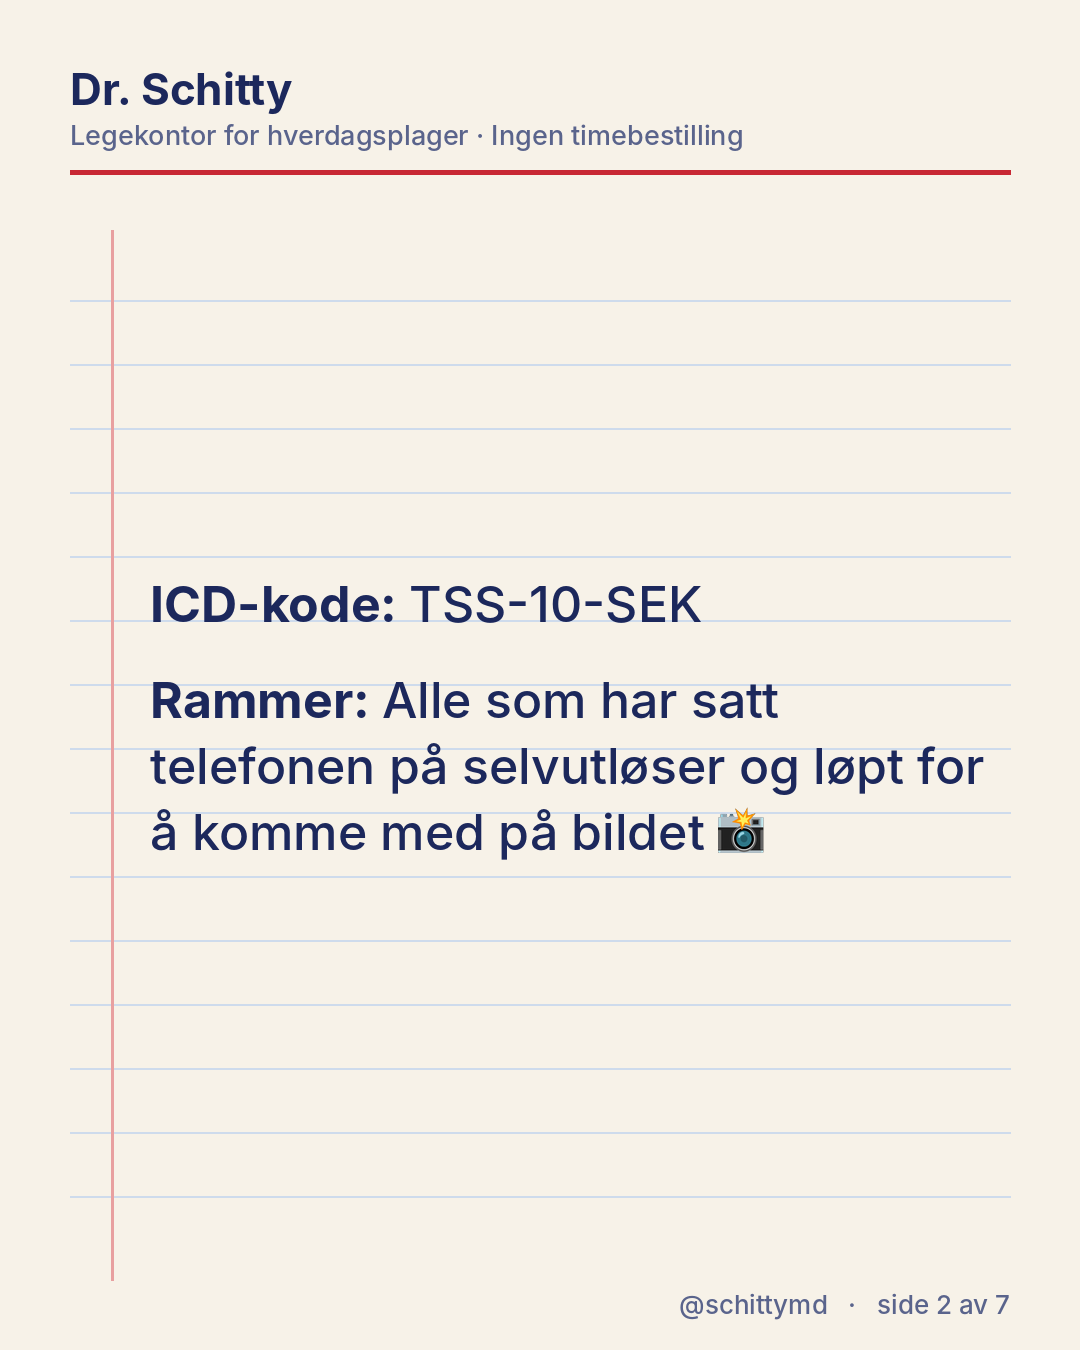 Dr. Schitty
Legekontor for hverdagsplager · Ingen timebestilling
ICD-kode: TSS-10-SEK
Rammer: Alle som har satt
telefonen på selvutløser og løpt for
å komme med på bildet 📸
@schittymd · side 2 av 7